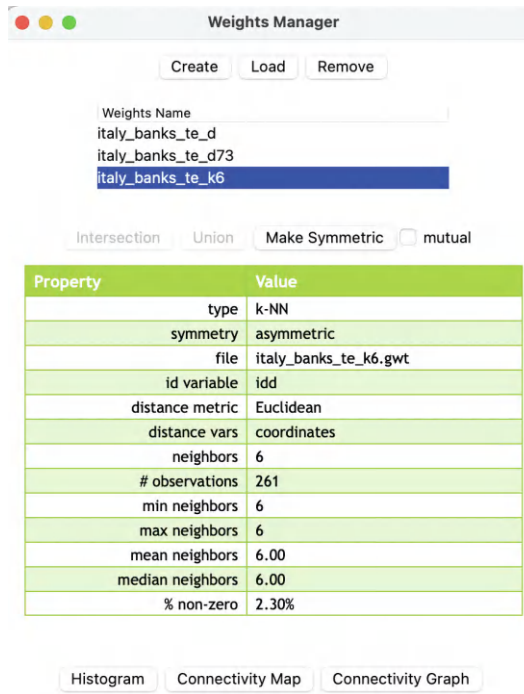 Weights Manager
Create Load Remove
Weights Name
italy_banks_te_d
italy_banks_te_d73
italy_banks_te_k6
Intersection Union Make Symmetric mutual
Property Value
type k-NN
symmetry asymmetric
file italy_banks_te_k6.gwt
id variable idd
distance metric Euclidean
distance vars coordinates
neighbors 6
# observations 261
min neighbors 6
max neighbors 6
mean neighbors 6.00
median neighbors 6.00
% non-zero 2.30%
Histogram Connectivity Map Connectivity Graph